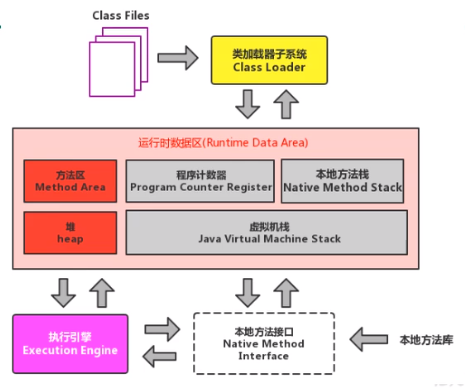 Class Files
类加载器子系统
Class Loader
运行时数据区(Runtime Data Area)
方法区
Method Area
程序计数器
Program Counter Register
本地方法栈
Native Method Stack
堆
heap
虚拟机栈
Java Virtual Machine Stack
执行引擎
Execution Engine
本地方法接口
Native Method
Interface
本地方法库